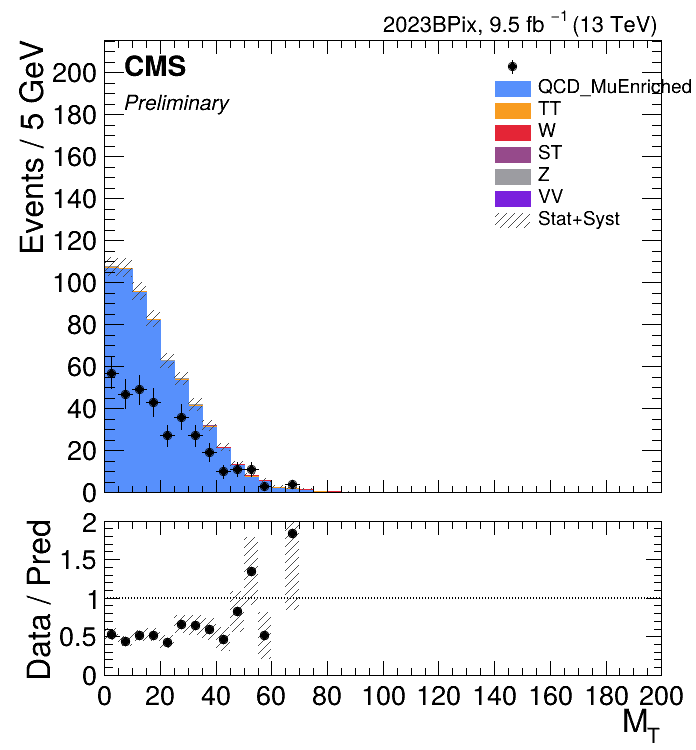 2023BPix, 9.5 fb⁻¹ (13 TeV)
CMS
Preliminary
QCD_MuEnriched
TT
W
ST
Z
VV
Stat+Syst
Events / 5 GeV
200
180
160
140
120
100
80
60
40
20
0
Data / Pred
2
1.5
1
0.5
0
0 20 40 60 80 100 120 140 160 180 200
M_T